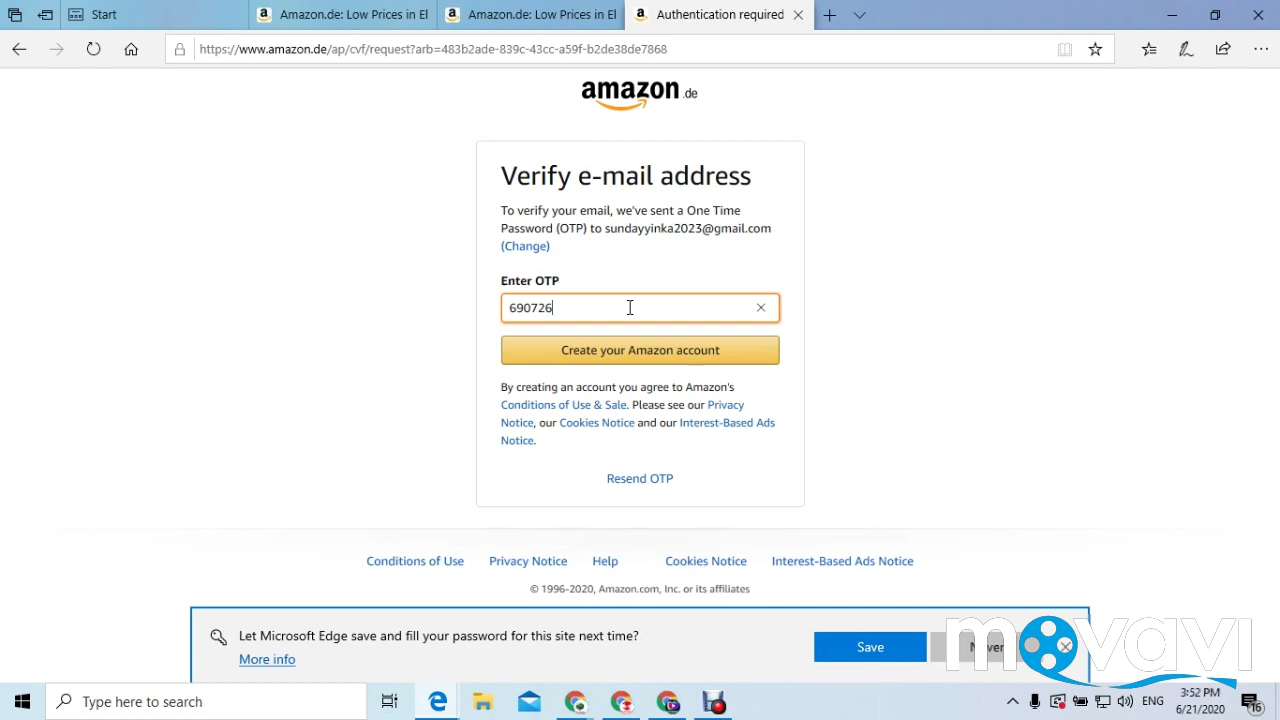 Amazon.de: Low Prices in El
Amazon.de: Low Prices in El
Authentication required
https://www.amazon.de/ap/cvf/request?arb=483b2ade-839c-43cc-a59f-b2de38de7868
amazon.de
Verify e-mail address
To verify your email, we've sent a One Time
Password (OTP) to sundayyinka2023@gmail.com
(Change)
Enter OTP
690726
Create your Amazon account
By creating an account you agree to Amazon's
Conditions of Use & Sale. Please see our Privacy
Notice, our Cookies Notice and our Interest-Based Ads
Notice.
Resend OTP
Conditions of Use Privacy Notice Help Cookies Notice Interest-Based Ads Notice
© 1996-2020, Amazon.com, Inc. or its affiliates
Let Microsoft Edge save and fill your password for this site next time?
More info
Save
Never
movavi
Type here to search
ENG
3:52 PM
6/21/2020
16